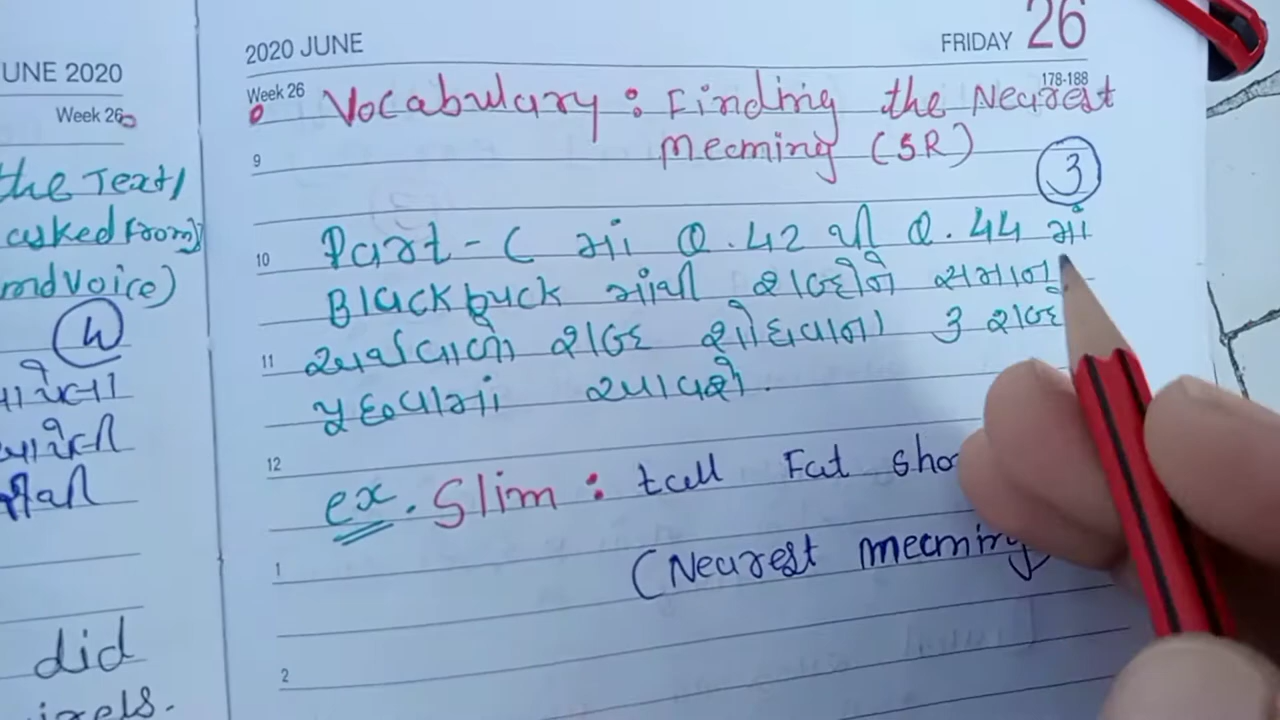 UNE 2020
Week 26
the Text,
asked From)
and voice)
did
2020 JUNE
FRIDAY 26
Week 26
178-188
Vocabulary : Finding the Nearest
Meaning (SR)
3
9
10
Part-C માં Q.42 થી Q.44 માં
Blackbuck માંથી શબ્દોને સમાન
11
અર્થવાળો શબ્દ શોધવાના 3 શબ્દ
પૂછવામાં આવશે.
12
ex. Slim : tall Fat sho
1
(Nearest meaning
2